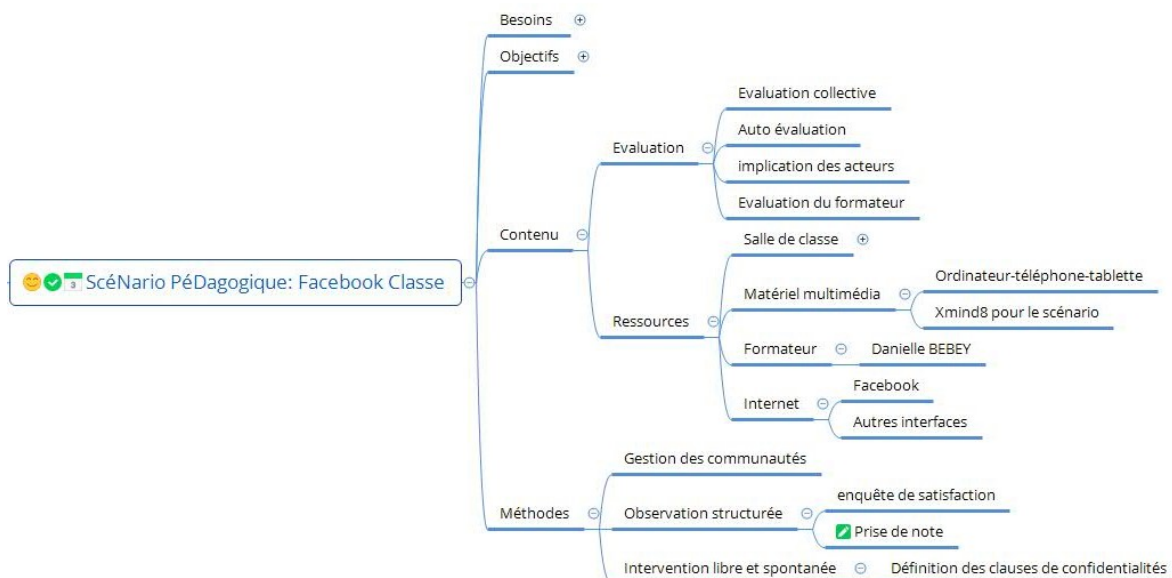 Besoins
Objectifs
Evaluation collective
Auto évaluation
Evaluation
implication des acteurs
Evaluation du formateur
Contenu
Salle de classe
3 ScéNario PéDagogique: Facebook Classe
Ordinateur-téléphone-tablette
Matériel multimédia
Xmind8 pour le scénario
Ressources
Formateur
Danielle BEBEY
Facebook
Internet
Autres interfaces
Gestion des communautés
enquête de satisfaction
Méthodes
Observation structurée
Prise de note
Intervention libre et spontanée
Définition des clauses de confidentialités